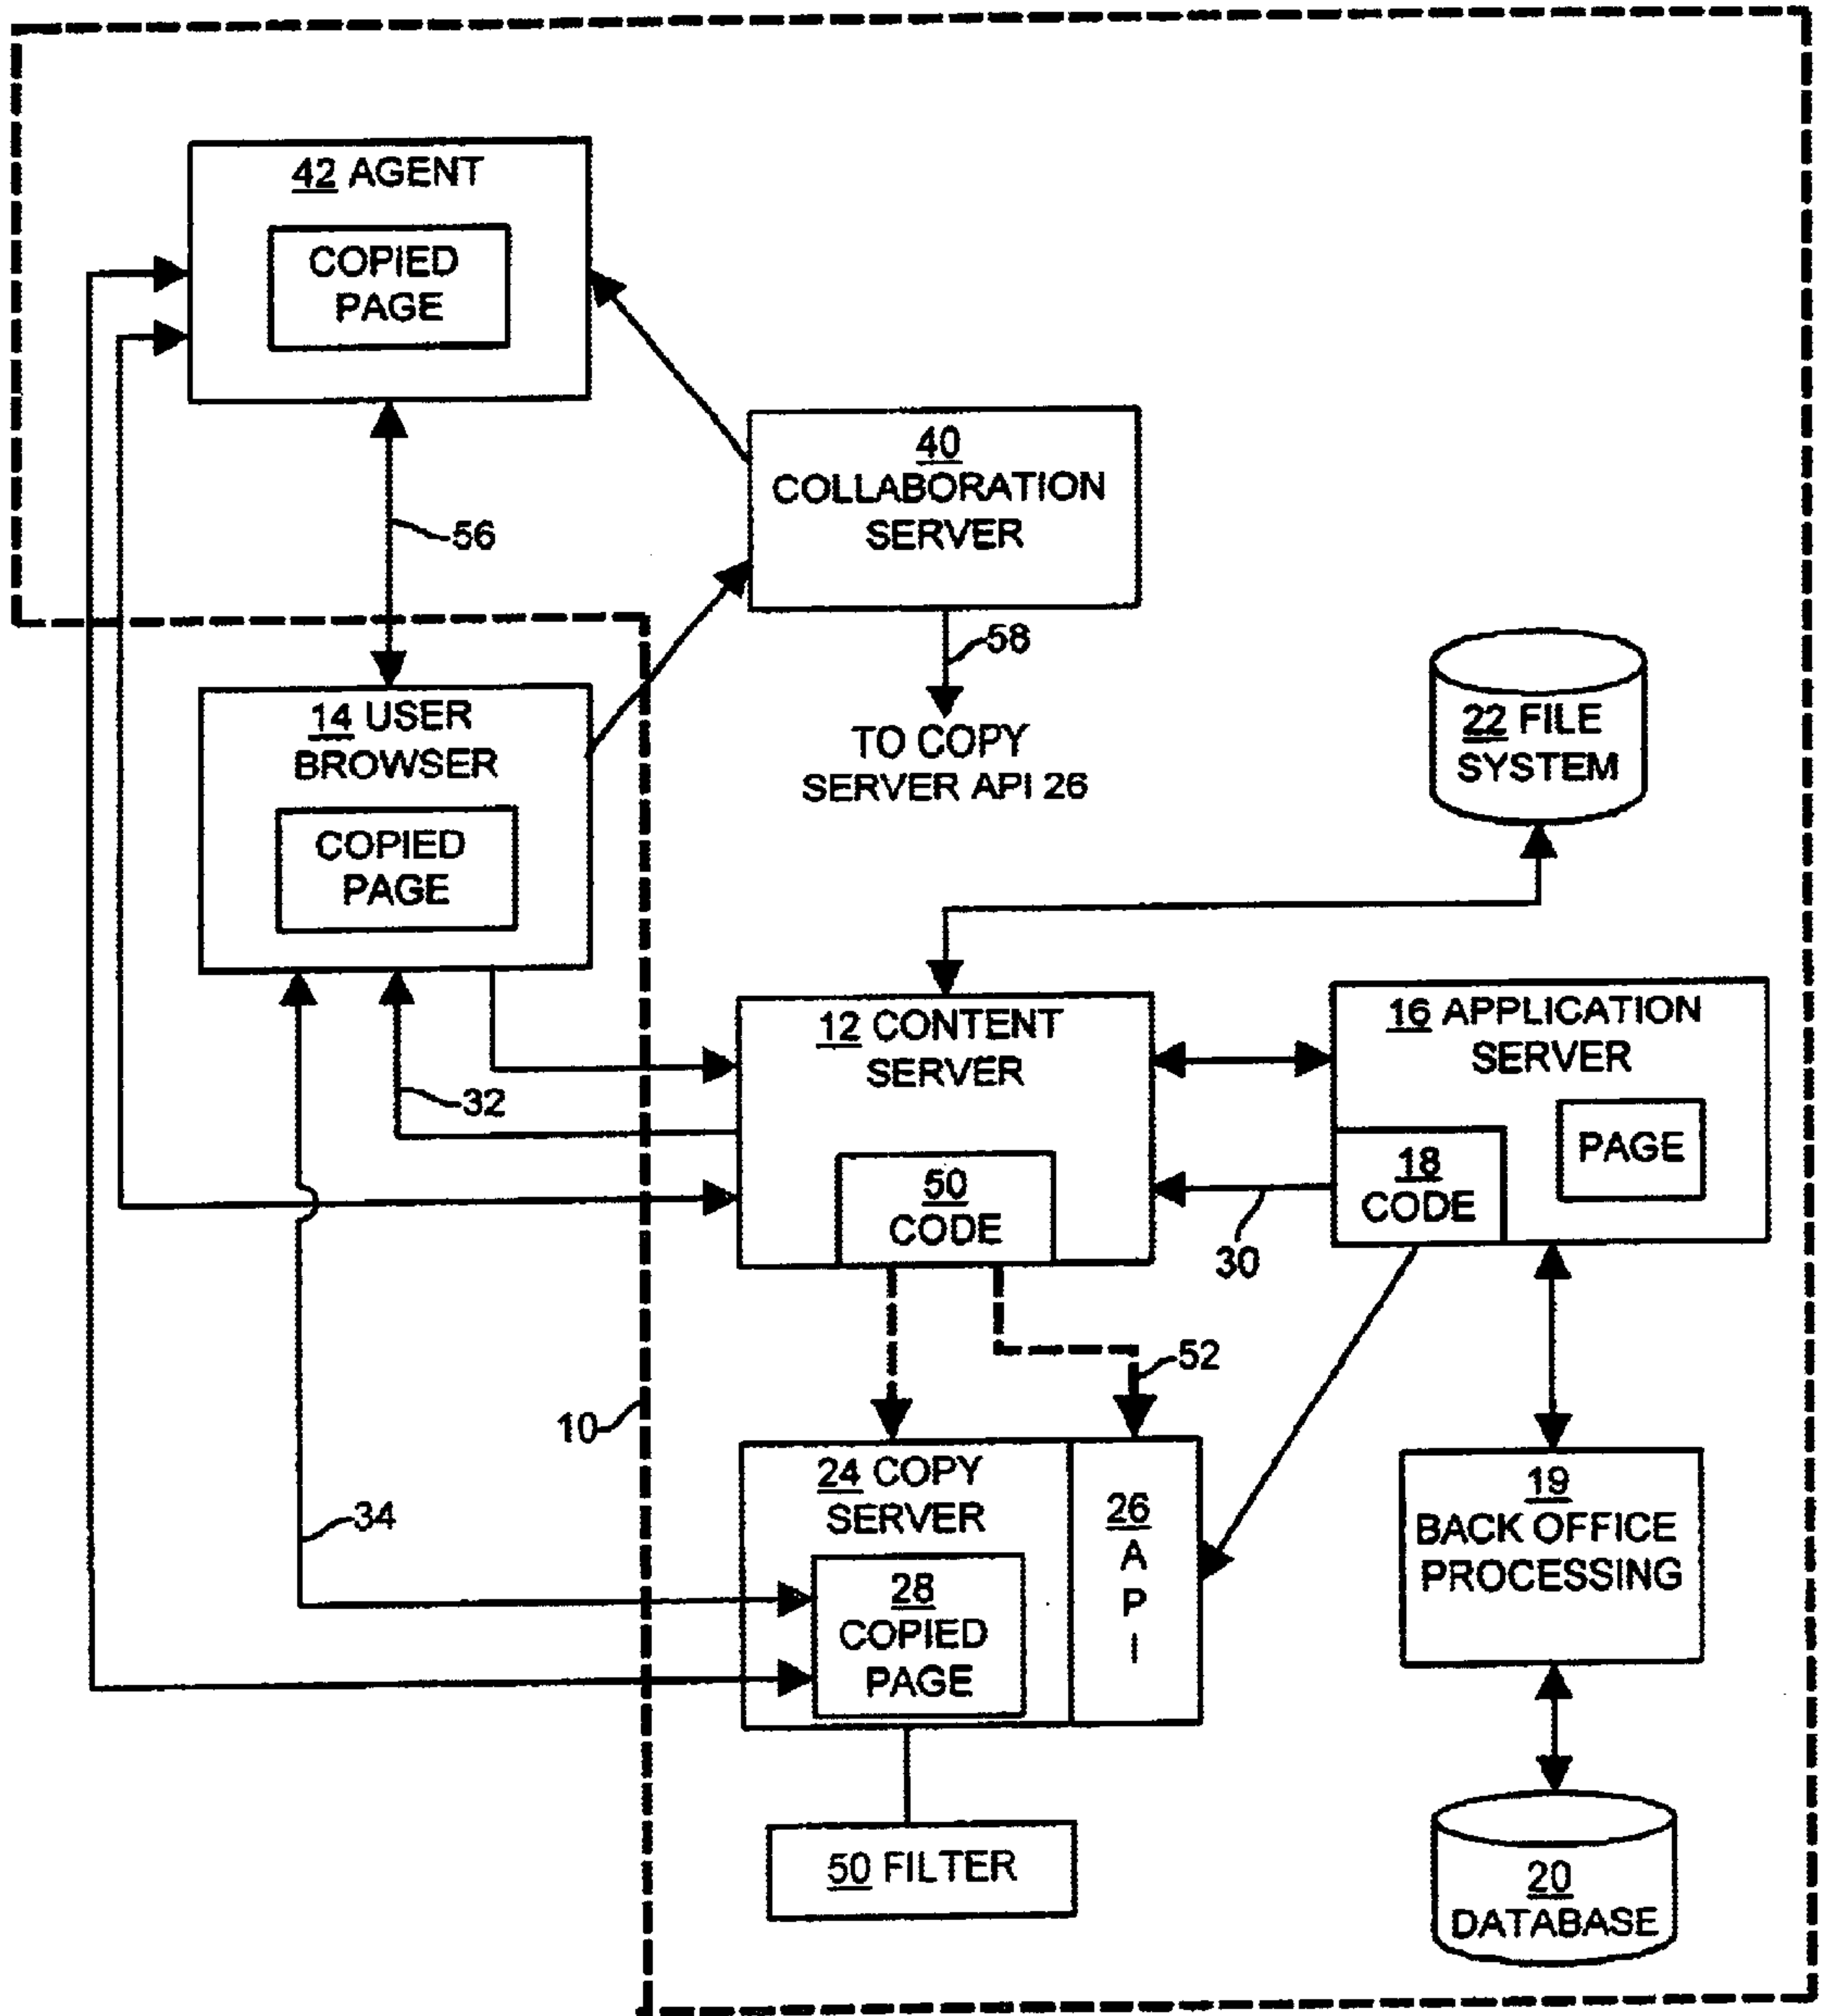 42 AGENT
COPIED
PAGE
40
COLLABORATION
SERVER
56
58
TO COPY
SERVER API 26
14 USER
BROWSER
COPIED
PAGE
22 FILE
SYSTEM
12 CONTENT
SERVER
16 APPLICATION
SERVER
32
PAGE
18
CODE
50
CODE
30
52
10
24 COPY
SERVER
26
A
P
I
19
BACK OFFICE
PROCESSING
34
28
COPIED
PAGE
50 FILTER
20
DATABASE